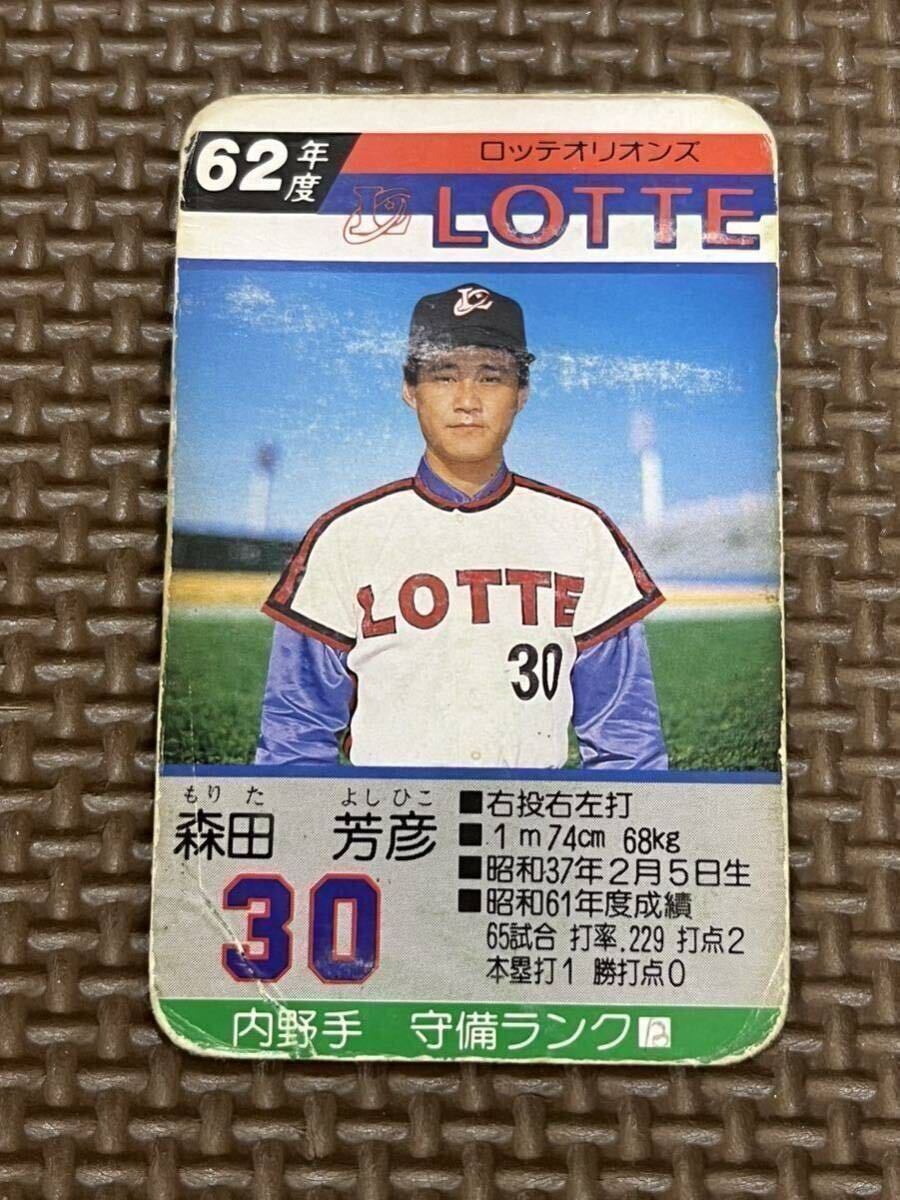 62年度
ロッテオリオンズ
LOTTE
LOTTE
30
もりた よしひこ
森田 芳彦
30
■右投右左打
■1m74cm 68kg
■昭和37年2月5日生
■昭和61年度成績
65試合 打率.229 打点2
本塁打1 勝打点0
内野手 守備ランクB